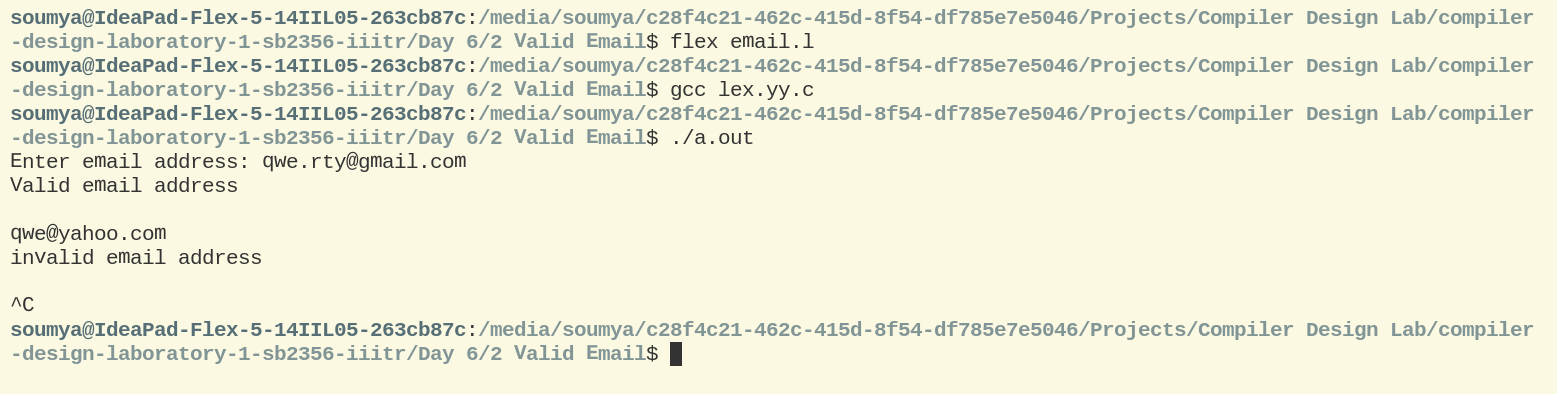 soumya@IdeaPad-Flex-5-14IIL05-263cb87c:/media/soumya/c28f4c21-462c-415d-8f54-df785e7e5046/Projects/Compiler Design Lab/compiler
-design-laboratory-1-sb2356-iiitr/Day 6/2 Valid Email$ flex email.l
soumya@IdeaPad-Flex-5-14IIL05-263cb87c:/media/soumya/c28f4c21-462c-415d-8f54-df785e7e5046/Projects/Compiler Design Lab/compiler
-design-laboratory-1-sb2356-iiitr/Day 6/2 Valid Email$ gcc lex.yy.c
soumya@IdeaPad-Flex-5-14IIL05-263cb87c:/media/soumya/c28f4c21-462c-415d-8f54-df785e7e5046/Projects/Compiler Design Lab/compiler
-design-laboratory-1-sb2356-iiitr/Day 6/2 Valid Email$ ./a.out
Enter email address: qwe.rty@gmail.com
Valid email address
qwe@yahoo.com
invalid email address
^C
soumya@IdeaPad-Flex-5-14IIL05-263cb87c:/media/soumya/c28f4c21-462c-415d-8f54-df785e7e5046/Projects/Compiler Design Lab/compiler
-design-laboratory-1-sb2356-iiitr/Day 6/2 Valid Email$